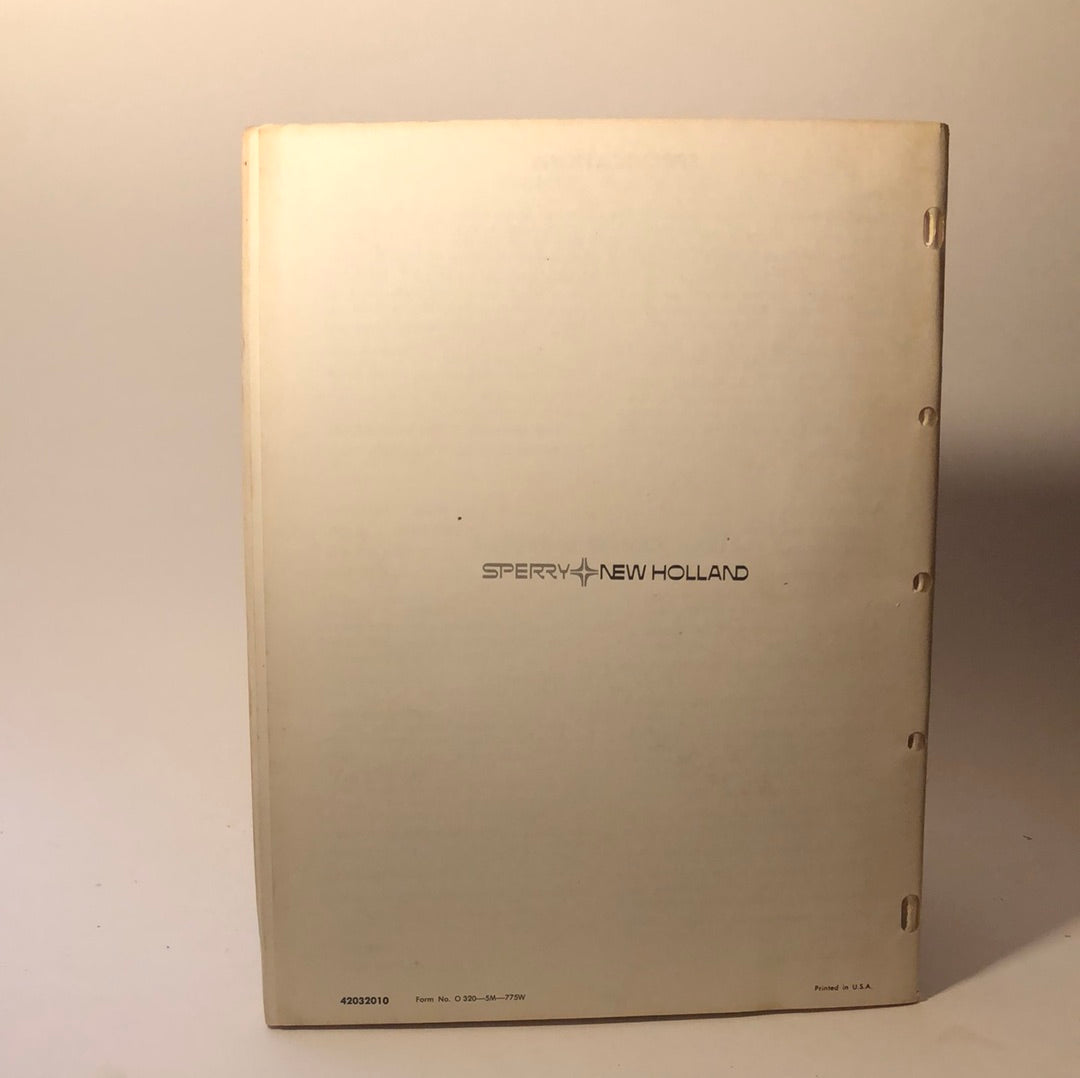 SPERRY NEW HOLLAND
42032010 Form No. O 320—5M—775W
Printed in U.S.A.